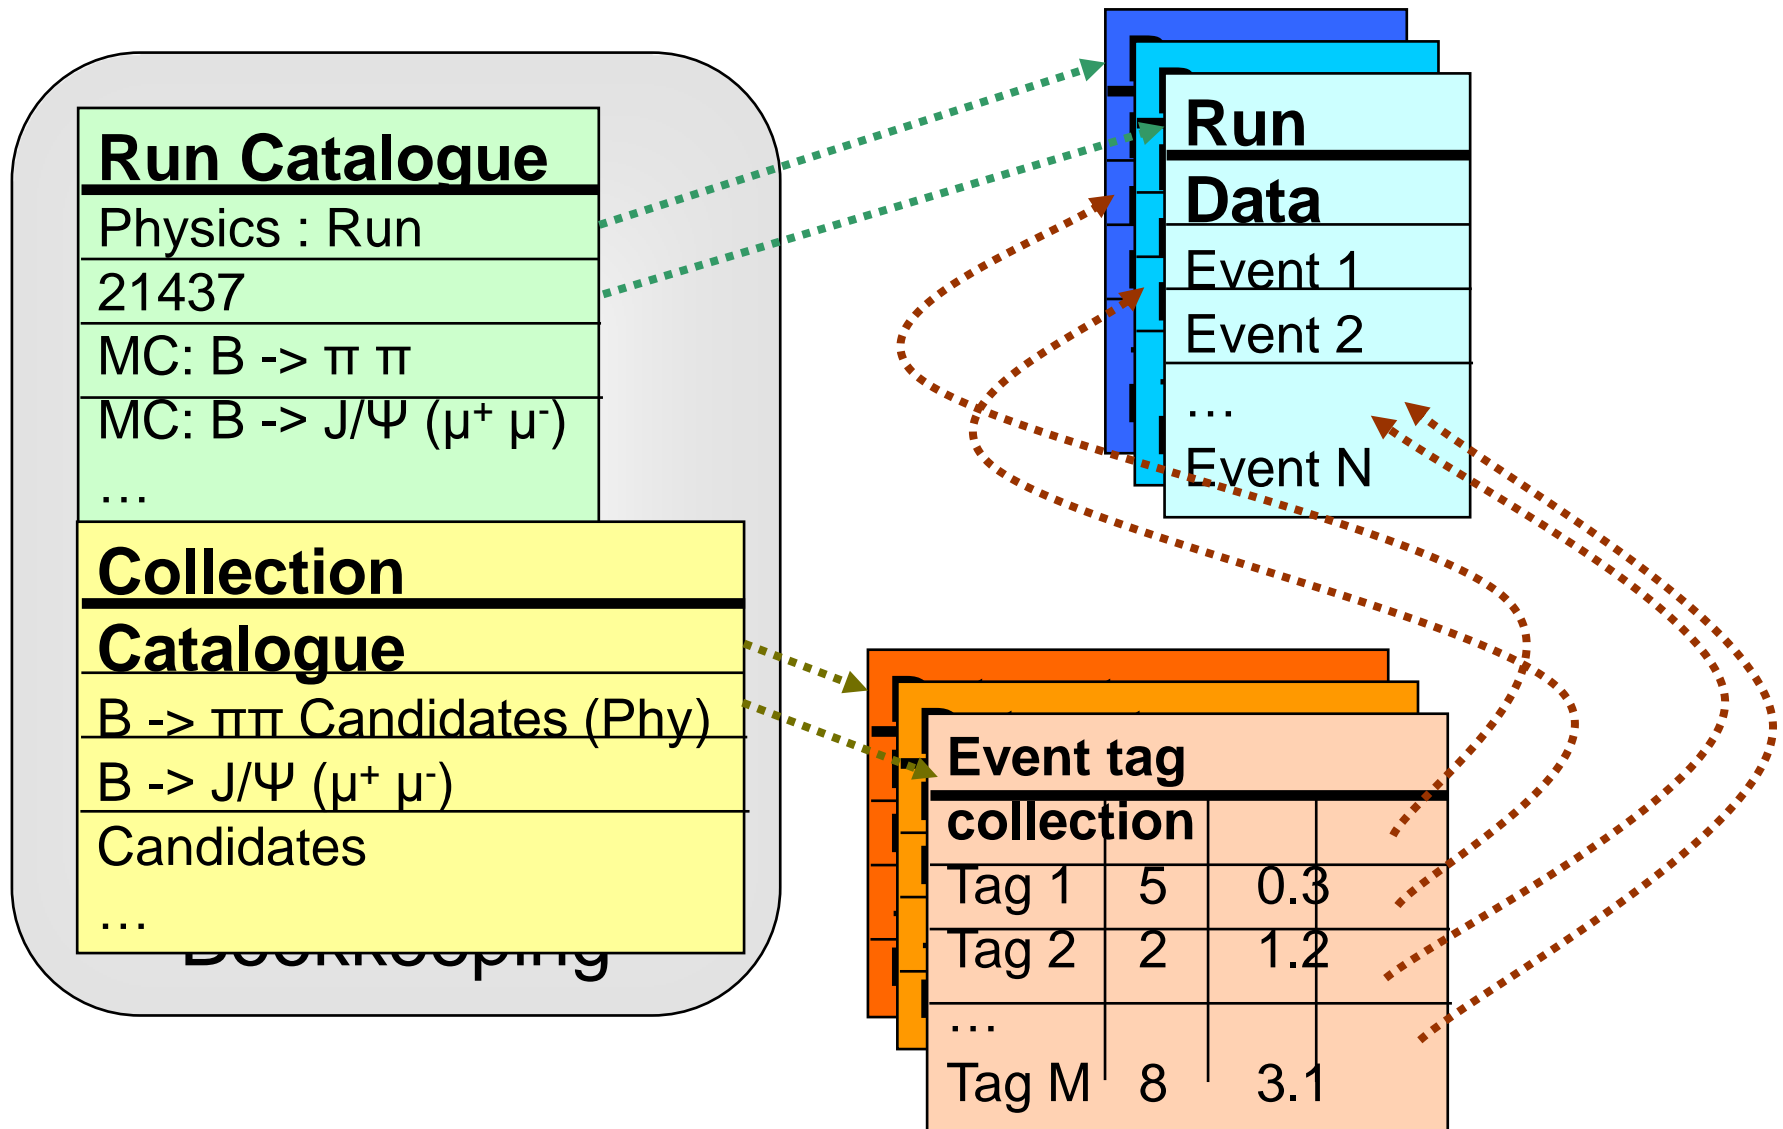 Run Catalogue
Physics : Run
21437
MC: B -> π π
MC: B -> J/Ψ (μ⁺ μ⁻)
…
Collection
Catalogue
B -> ππ Candidates (Phy)
B -> J/Ψ (μ⁺ μ⁻)
Candidates
…
Bookkeeping
Run
Data
Event 1
Event 2
…
Event N
Event tag
collection
Tag 1 5 0.3
Tag 2 2 1.2
…
Tag M 8 3.1